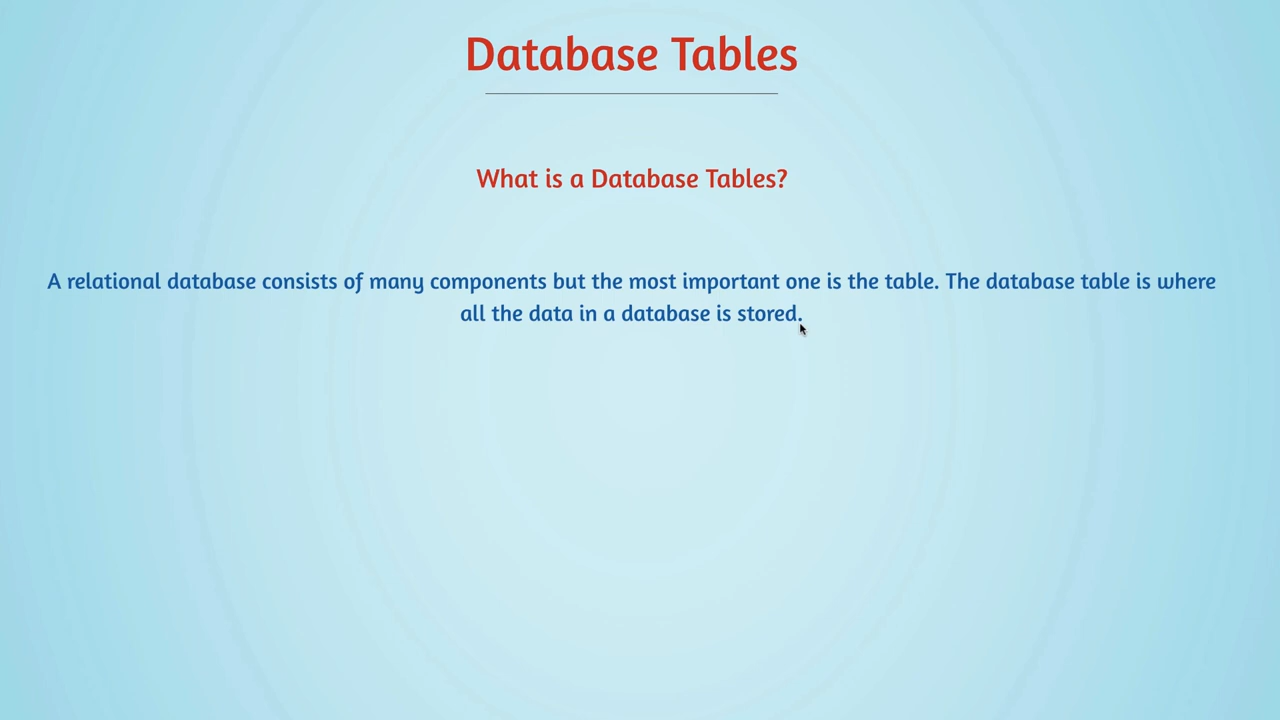 Database Tables
What is a Database Tables?
A relational database consists of many components but the most important one is the table. The database table is where
all the data in a database is stored.